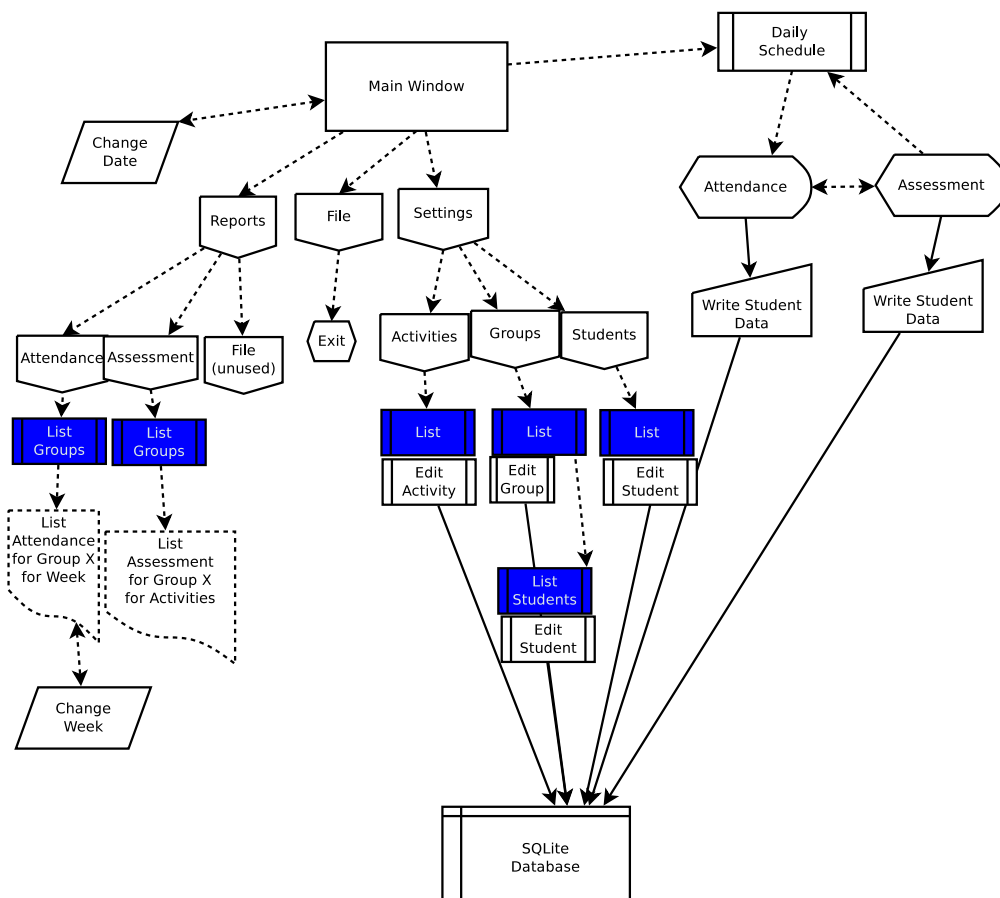 Daily
Schedule
Main Window
Change
Date
Attendance
Assessment
Reports
File
Settings
Write Student
Data
Write Student
Data
Exit
Activities
Groups
Students
Attendance
Assessment
File
(unused)
List
Groups
List
Groups
List
List
List
Edit
Activity
Edit
Group
Edit
Student
List
Attendance
for Group X
for Week
List
Assessment
for Group X
for Activities
List
Students
Edit
Student
Change
Week
SQLite
Database